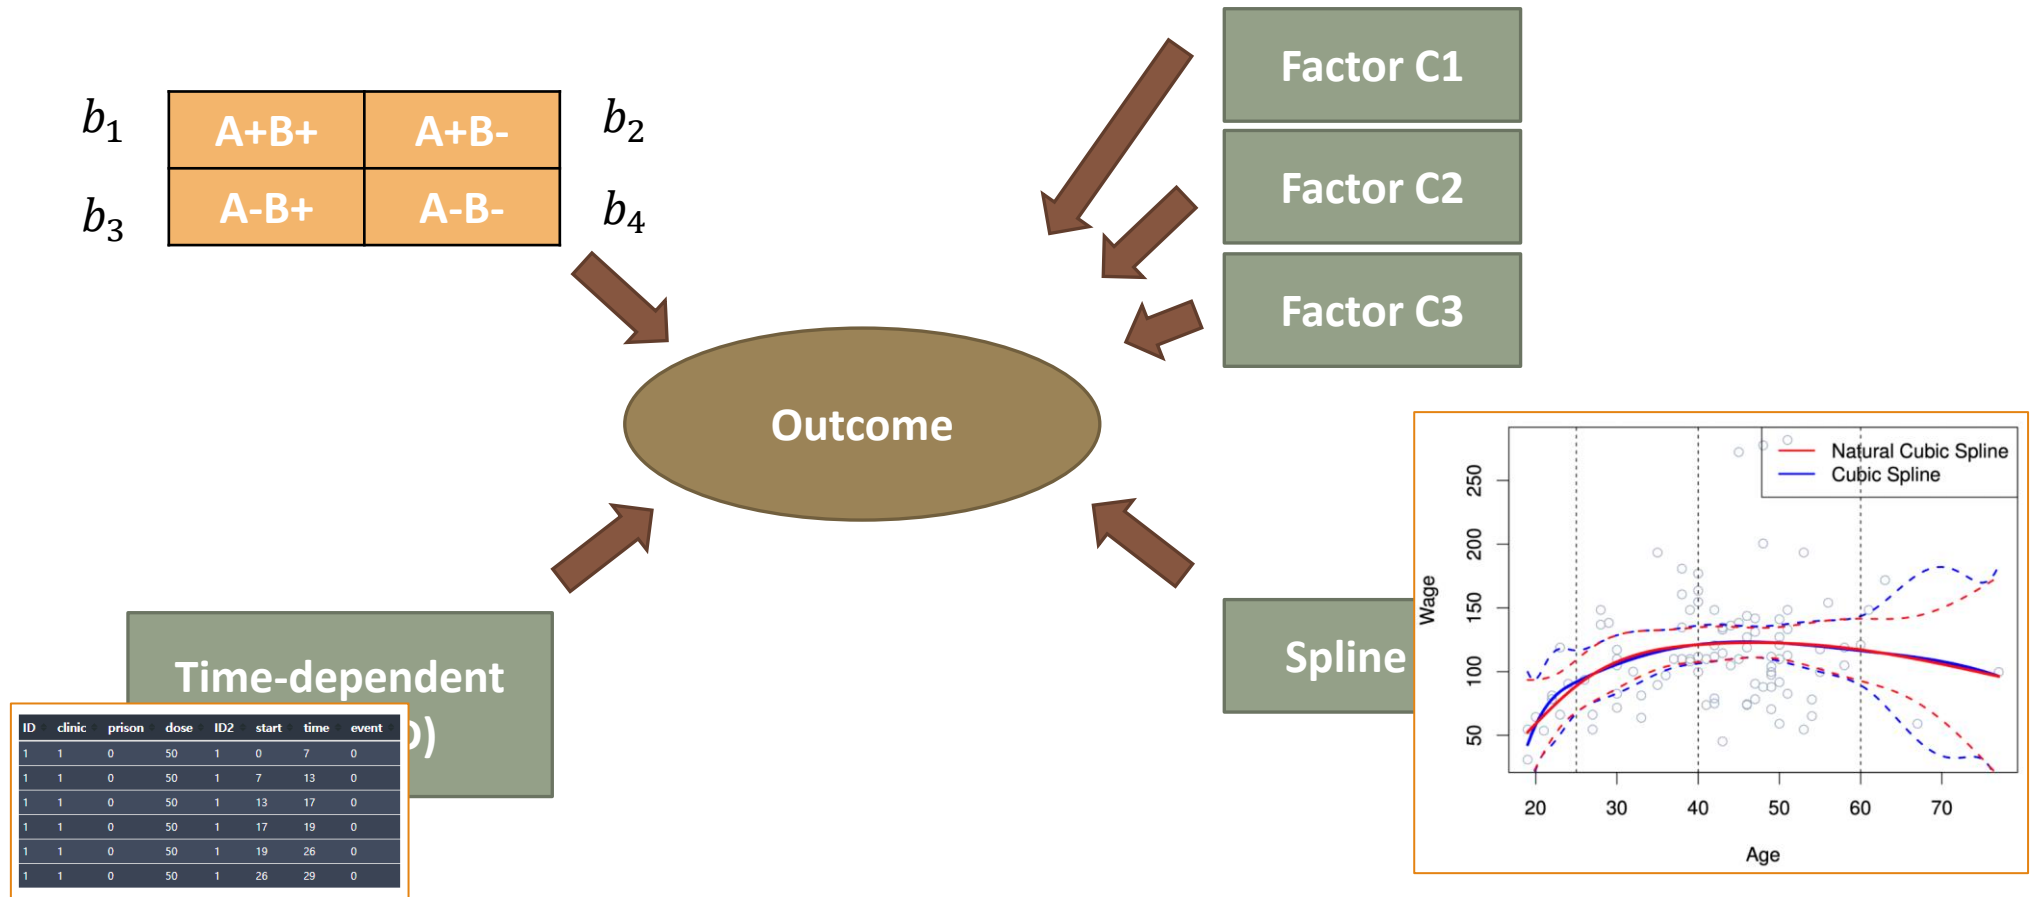 b₁
A+B+
A+B-
b₂
b₃
A-B+
A-B-
b₄
Factor C1
Factor C2
Factor C3
Outcome
Time-dependent
)
ID clinic prison dose ID2 start time event
1 1 0 50 1 0 7 0
1 1 0 50 1 7 13 0
1 1 0 50 1 13 17 0
1 1 0 50 1 17 19 0
1 1 0 50 1 19 26 0
1 1 0 50 1 26 29 0
Spline
Natural Cubic Spline
Cubic Spline
Wage
250
200
150
100
50
20 30 40 50 60 70
Age